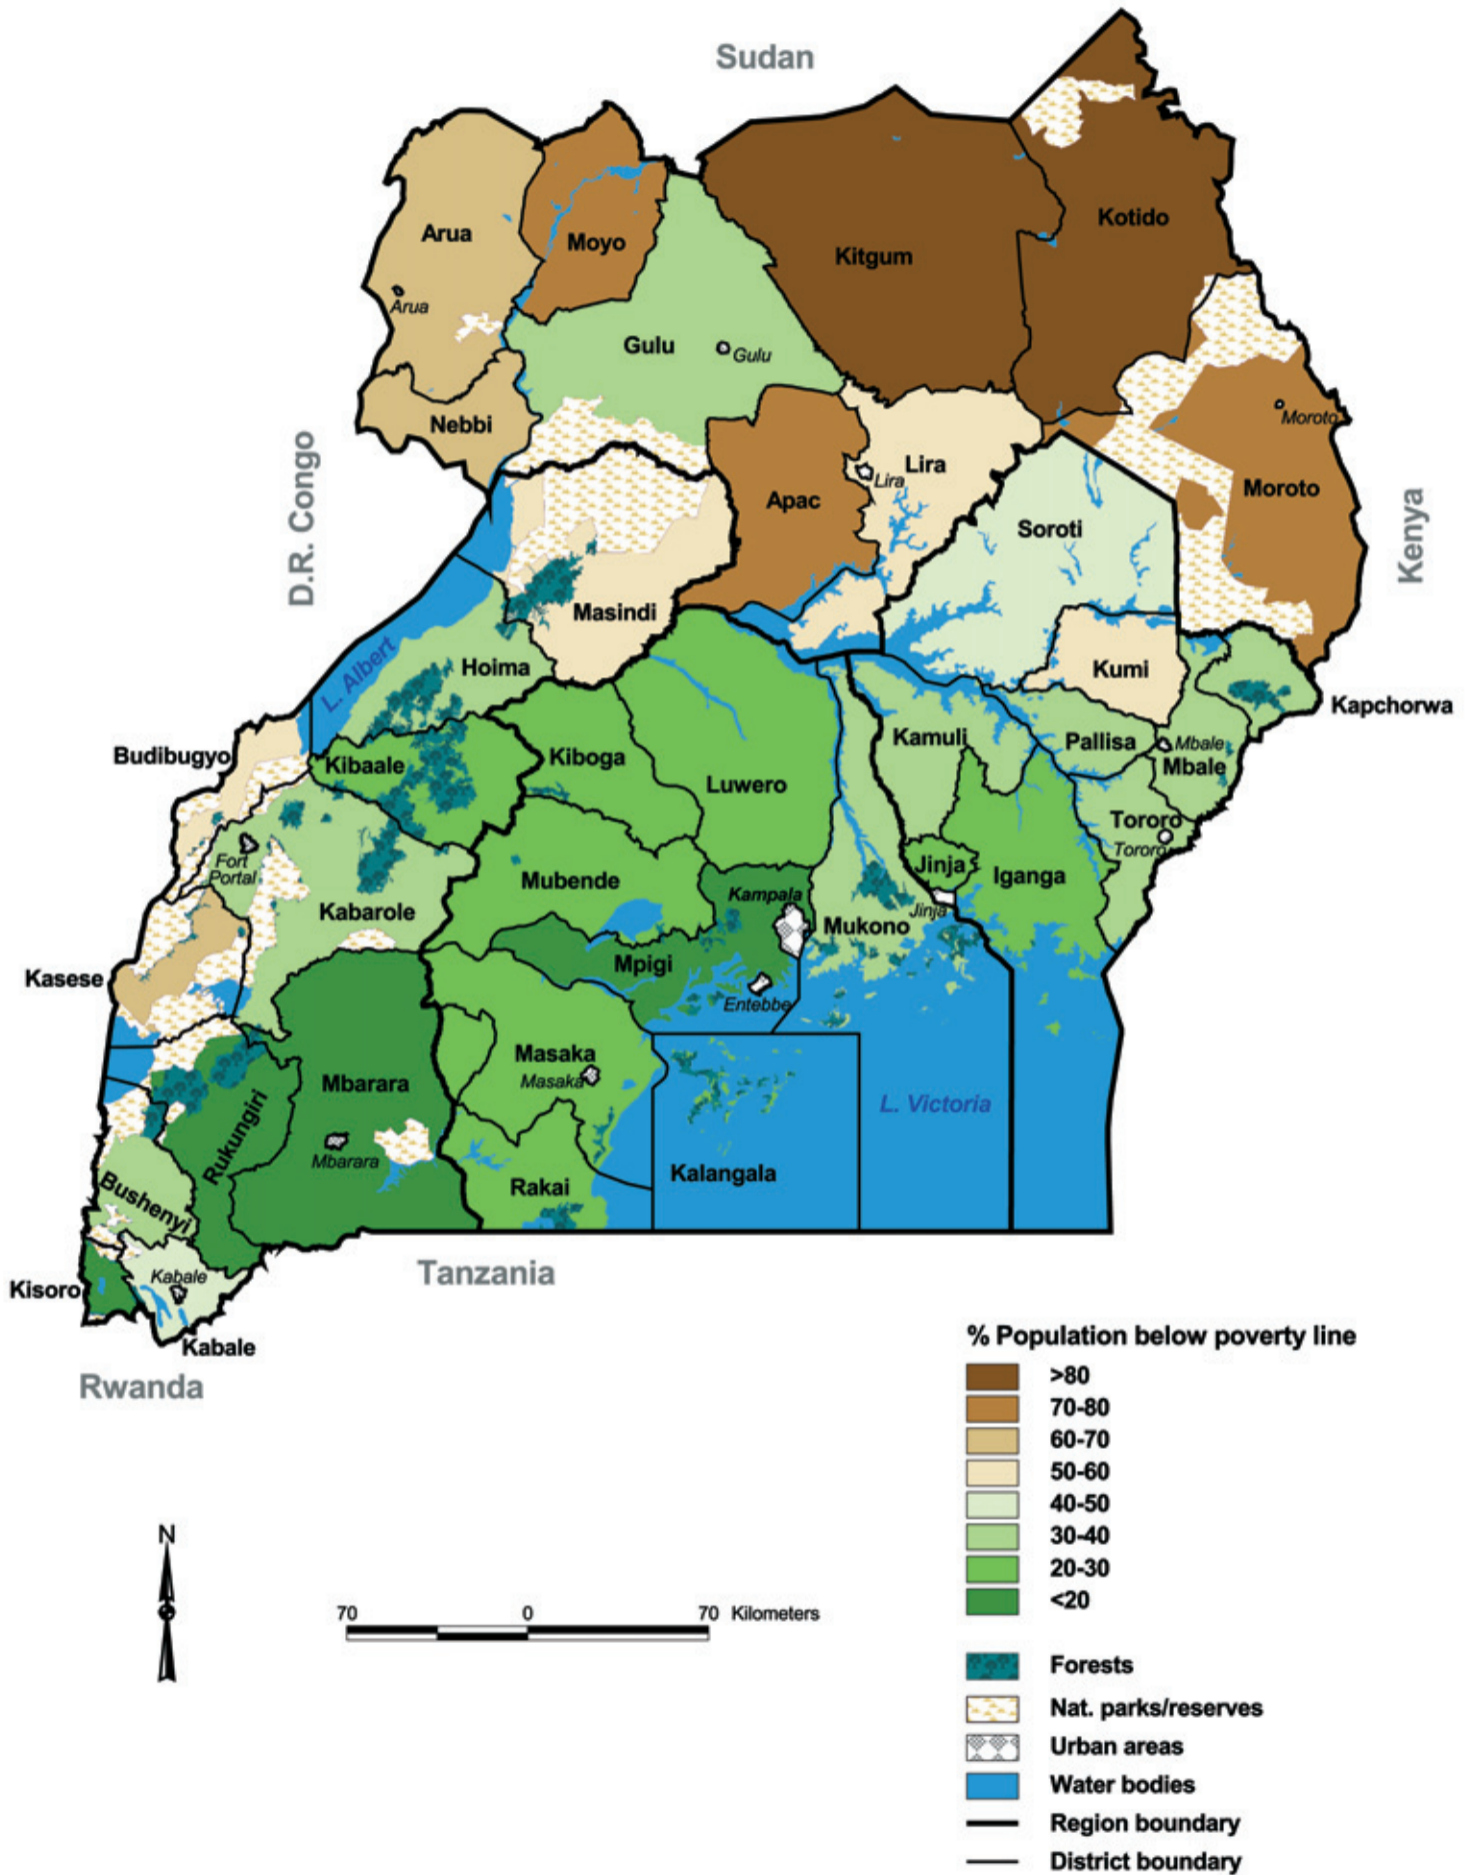 Sudan
Arua
Moyo
Kitgum
Kotido
Arua
Gulu
Gulu
Nebbi
Moroto
D.R. Congo
Lira
Lira
Apac
Moroto
Soroti
Kenya
Masindi
L. Albert
Hoima
Kumi
Kapchorwa
Budibugyo
Kibaale
Kiboga
Luwero
Kamuli
Pallisa
Mbale
Mbale
Tororo
Tororo
Fort
Portal
Jinja
Iganga
Mubende
Kampala
Kabarole
Jinja
Mukono
Kasese
Mpigi
Entebbe
Masaka
Masaka
Mbarara
L. Victoria
Rukungiri
Mbarara
Kalangala
Rakai
Bushenyi
Tanzania
Kisoro
Kabale
Kabale
Rwanda
% Population below poverty line
>80
70-80
60-70
50-60
40-50
30-40
20-30
<20
N
70 0 70 Kilometers
Forests
Nat. parks/reserves
Urban areas
Water bodies
Region boundary
District boundary